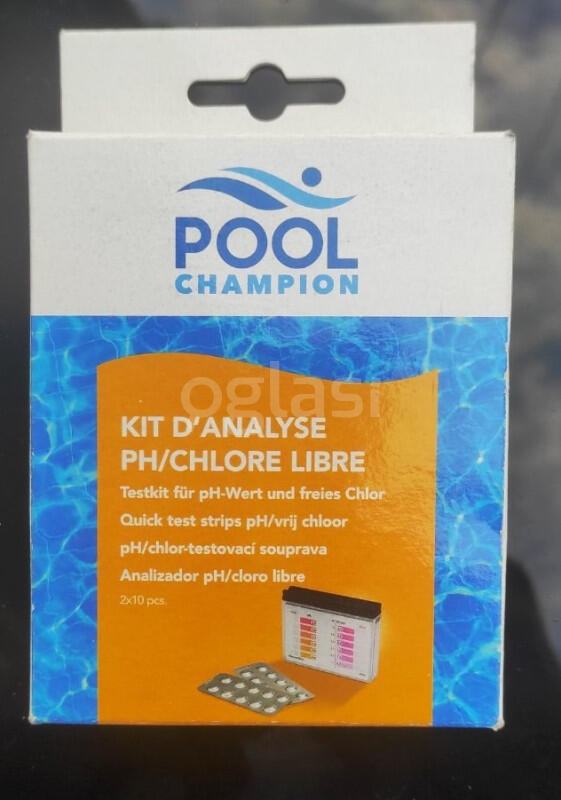 POOL
CHAMPION
oglasi
KIT D'ANALYSE
PH/CHLORE LIBRE
Testkit für pH-Wert und freies Chlor
Quick test strips pH/vrij chloor
pH/chlor-testovací souprava
Analizador pH/cloro libre
2x10 pcs.